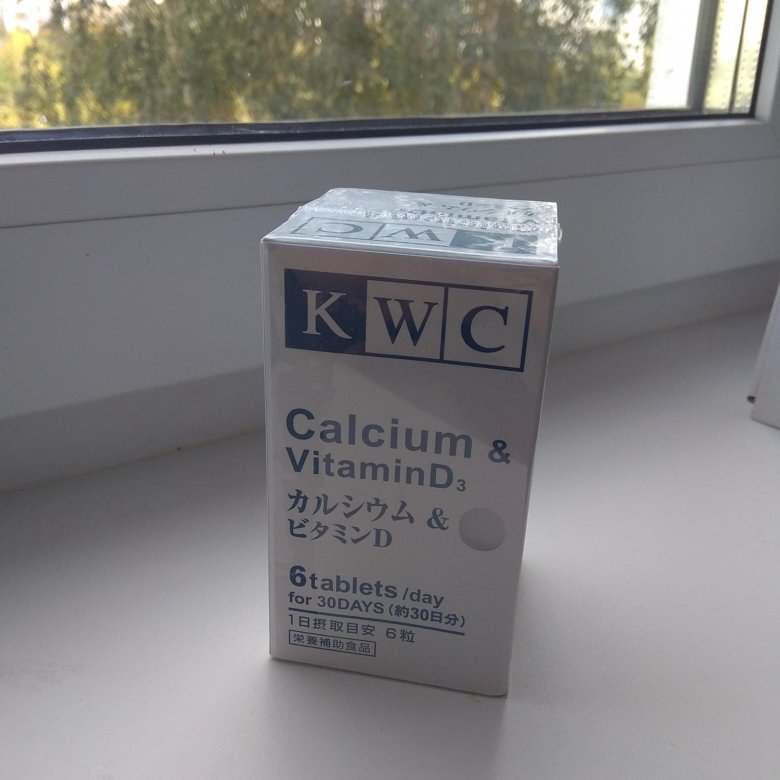 KWC
KWC
Calcium &
VitaminD₃
カルシウム &
ビタミンD
6tablets/day
for 30DAYS (約30日分)
1日摂取目安 6粒
栄養補助食品